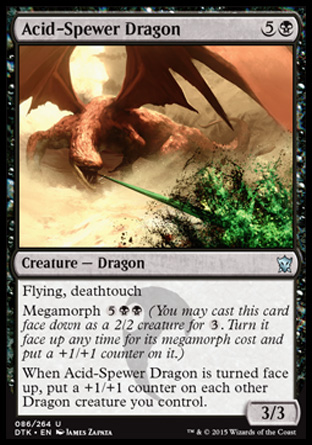 Acid-Spewer Dragon 5
Creature — Dragon
Flying, deathtouch
Megamorph 5 (You may cast this card
face down as a 2/2 creature for 3. Turn it
face up any time for its megamorph cost and
put a +1/+1 counter on it.)
When Acid-Spewer Dragon is turned face
up, put a +1/+1 counter on each other
Dragon creature you control.
3/3
086/264 U
DTK • EN James Zapata
™ & © 2015 Wizards of the Coast